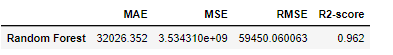 MAE MSE RMSE R2-score
Random Forest 32026.352 3.534310e+09 59450.060063 0.962